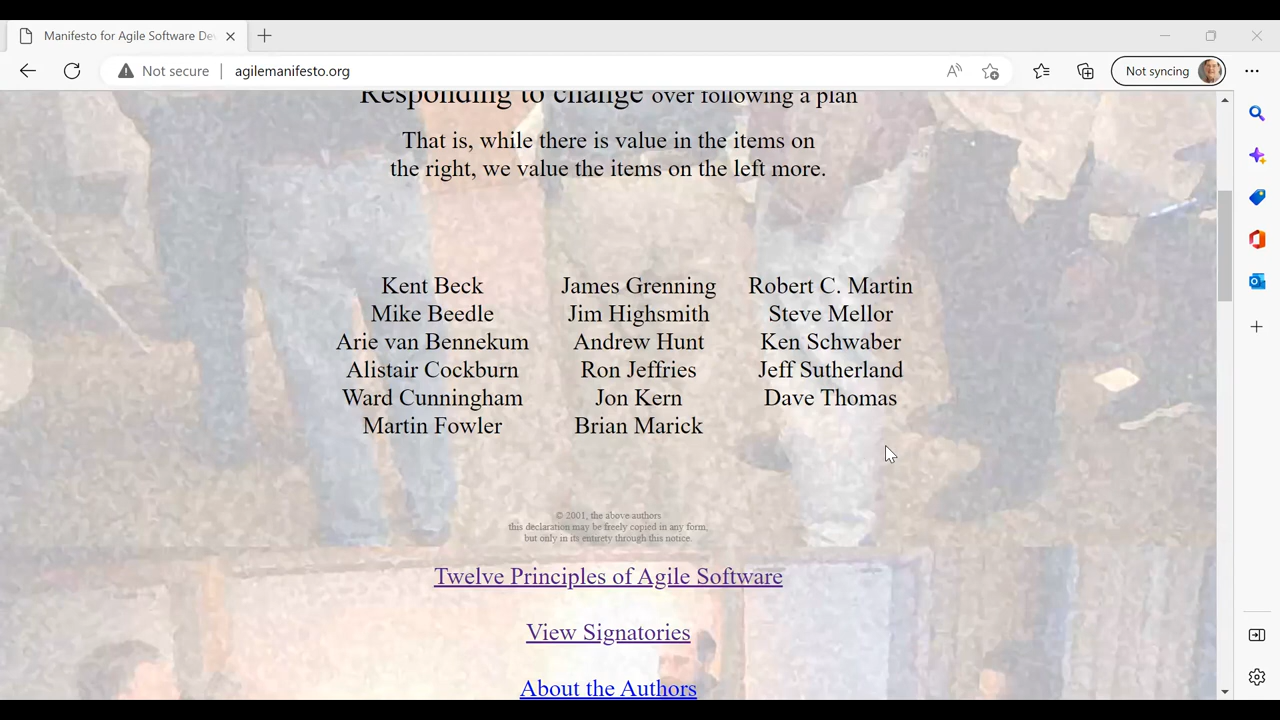 Manifesto for Agile Software De
Not secure
agilemanifesto.org
Not syncing
Responding to change over following a plan
That is, while there is value in the items on
the right, we value the items on the left more.
Kent Beck
Mike Beedle
Arie van Bennekum
Alistair Cockburn
Ward Cunningham
Martin Fowler
James Grenning
Jim Highsmith
Andrew Hunt
Ron Jeffries
Jon Kern
Brian Marick
Robert C. Martin
Steve Mellor
Ken Schwaber
Jeff Sutherland
Dave Thomas
© 2001, the above authors
this declaration may be freely copied in any form,
but only in its entirety through this notice.
Twelve Principles of Agile Software
View Signatories
About the Authors